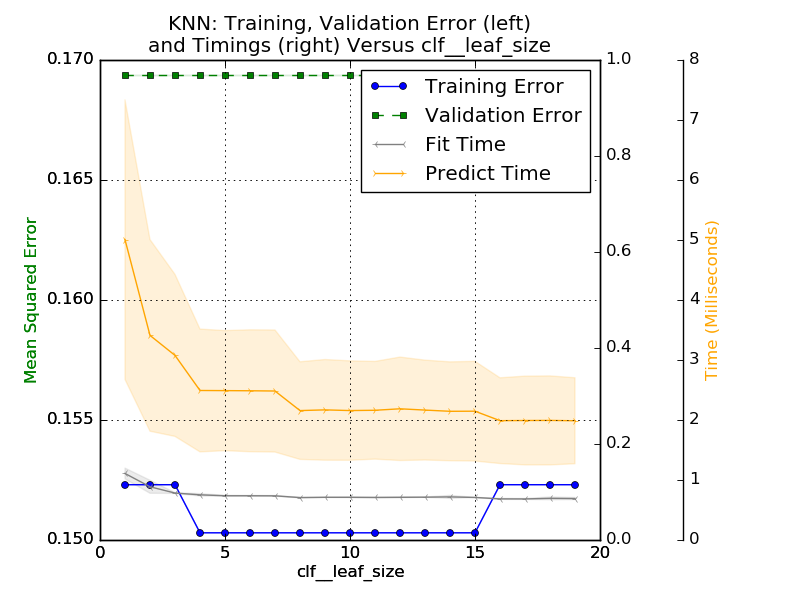 KNN: Training, Validation Error (left)
and Timings (right) Versus clf__leaf_size
Training Error
Validation Error
Fit Time
Predict Time
Mean Squared Error
0.170
0.165
0.160
0.155
0.150
0
5
10
15
20
clf__leaf_size
1.0
0.8
0.6
0.4
0.2
0.0
8
7
6
5
4
3
2
1
0
Time (Milliseconds)